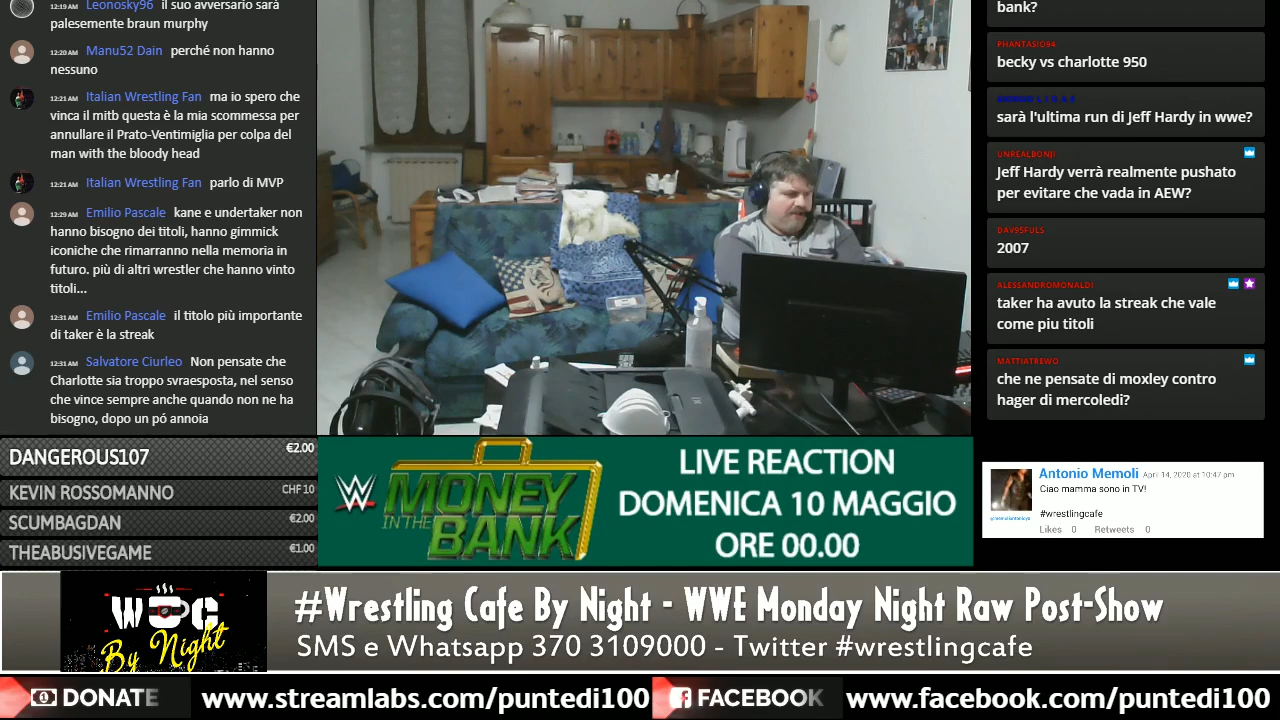 12:19 AM Leonosky96 il suo avversario sarà
palesemente braun murphy
12:20 AM Manu52 Dain perché non hanno
nessuno
12:21 AM Italian Wrestling Fan ma io spero che
vinca il mitb questa è la mia scommessa per
annullare il Prato-Ventimiglia per colpa del
man with the bloody head
12:21 AM Italian Wrestling Fan parlo di MVP
12:29 AM Emilio Pascale kane e undertaker non
hanno bisogno dei titoli, hanno gimmick
iconiche che rimarranno nella memoria in
futuro. più di altri wrestler che hanno vinto
titoli...
12:31 AM Emilio Pascale il titolo più importante
di taker è la streak
12:31 AM Salvatore Ciurleo Non pensate che
Charlotte sia troppo svraesposta, nel senso
che vince sempre anche quando non ne ha
bisogno, dopo un pó annoia
DANGEROUS107 €2.00
KEVIN ROSSOMANNO CHF 10
SCUMBAGDAN €2.00
THEABUSIVEGAME €1.00
bank?
PHANTASIO94
becky vs charlotte 950
sarà l'ultima run di Jeff Hardy in wwe?
UNREALBONJI
Jeff Hardy verrà realmente pushato
per evitare che vada in AEW?
DAV95FULS
2007
ALESSANDROMONALDI
taker ha avuto la streak che vale
come piu titoli
MATTIATREWO
che ne pensate di moxley contro
hager di mercoledi?
W MONEY
IN THE
BANK
LIVE REACTION
DOMENICA 10 MAGGIO
ORE 00.00
Antonio Memoli April 14, 2020 at 10:47 pm
Ciao mamma sono in TV!
#wrestlingcafe
Likes 0 Retweets 0
WC
By Night
#Wrestling Cafe By Night - WWE Monday Night Raw Post-Show
SMS e Whatsapp 370 3109000 - Twitter #wrestlingcafe
DONATE www.streamlabs.com/puntedi100 FACEBOOK www.facebook.com/puntedi100